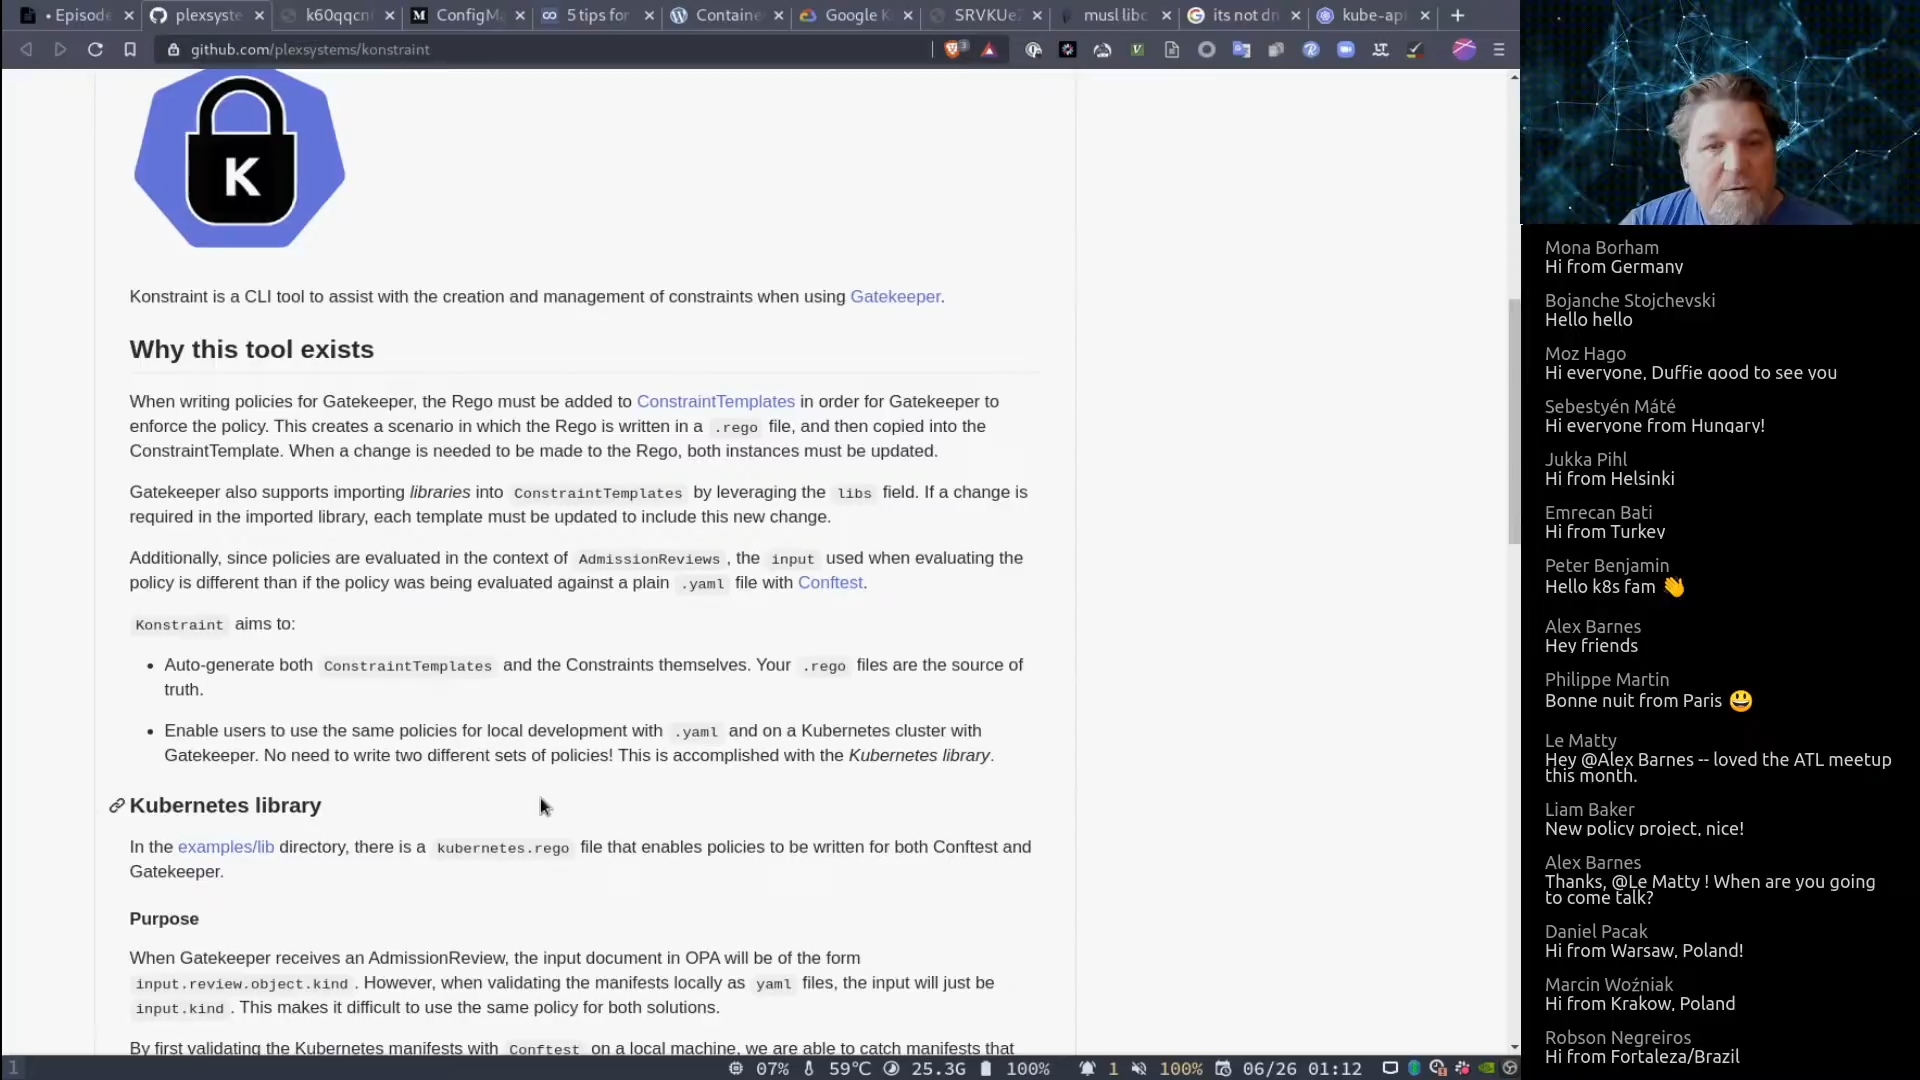 • Episode
plexsyste
k60qqcn
ConfigMa
5 tips for
Containe
Google K
SRVKUe
musl libc
its not dn
kube-api
github.com/plexsystems/konstraint
K
Konstraint is a CLI tool to assist with the creation and management of constraints when using Gatekeeper.
Why this tool exists
When writing policies for Gatekeeper, the Rego must be added to ConstraintTemplates in order for Gatekeeper to
enforce the policy. This creates a scenario in which the Rego is written in a .rego file, and then copied into the
ConstraintTemplate. When a change is needed to be made to the Rego, both instances must be updated.
Gatekeeper also supports importing libraries into ConstraintTemplates by leveraging the libs field. If a change is
required in the imported library, each template must be updated to include this new change.
Additionally, since policies are evaluated in the context of AdmissionReviews, the input used when evaluating the
policy is different than if the policy was being evaluated against a plain .yaml file with Conftest.
Konstraint aims to:
• Auto-generate both ConstraintTemplates and the Constraints themselves. Your .rego files are the source of
truth.
• Enable users to use the same policies for local development with .yaml and on a Kubernetes cluster with
Gatekeeper. No need to write two different sets of policies! This is accomplished with the Kubernetes library.
Kubernetes library
In the examples/lib directory, there is a kubernetes.rego file that enables policies to be written for both Conftest and
Gatekeeper.
Purpose
When Gatekeeper receives an AdmissionReview, the input document in OPA will be of the form
input.review.object.kind. However, when validating the manifests locally as yaml files, the input will just be
input.kind. This makes it difficult to use the same policy for both solutions.
By first validating the Kubernetes manifests with Conftest on a local machine, we are able to catch manifests that
1
07%
59°C
25.3G
100%
1
100%
06/26 01:12
Mona Borham
Hi from Germany
Bojanche Stojchevski
Hello hello
Moz Hago
Hi everyone, Duffie good to see you
Sebestyén Máté
Hi everyone from Hungary!
Jukka Pihl
Hi from Helsinki
Emrecan Bati
Hi from Turkey
Peter Benjamin
Hello k8s fam 👋
Alex Barnes
Hey friends
Philippe Martin
Bonne nuit from Paris 😃
Le Matty
Hey @Alex Barnes -- loved the ATL meetup
this month.
Liam Baker
New policy project, nice!
Alex Barnes
Thanks, @Le Matty ! When are you going
to come talk?
Daniel Pacak
Hi from Warsaw, Poland!
Marcin Woźniak
Hi from Krakow, Poland
Robson Negreiros
Hi from Fortaleza/Brazil